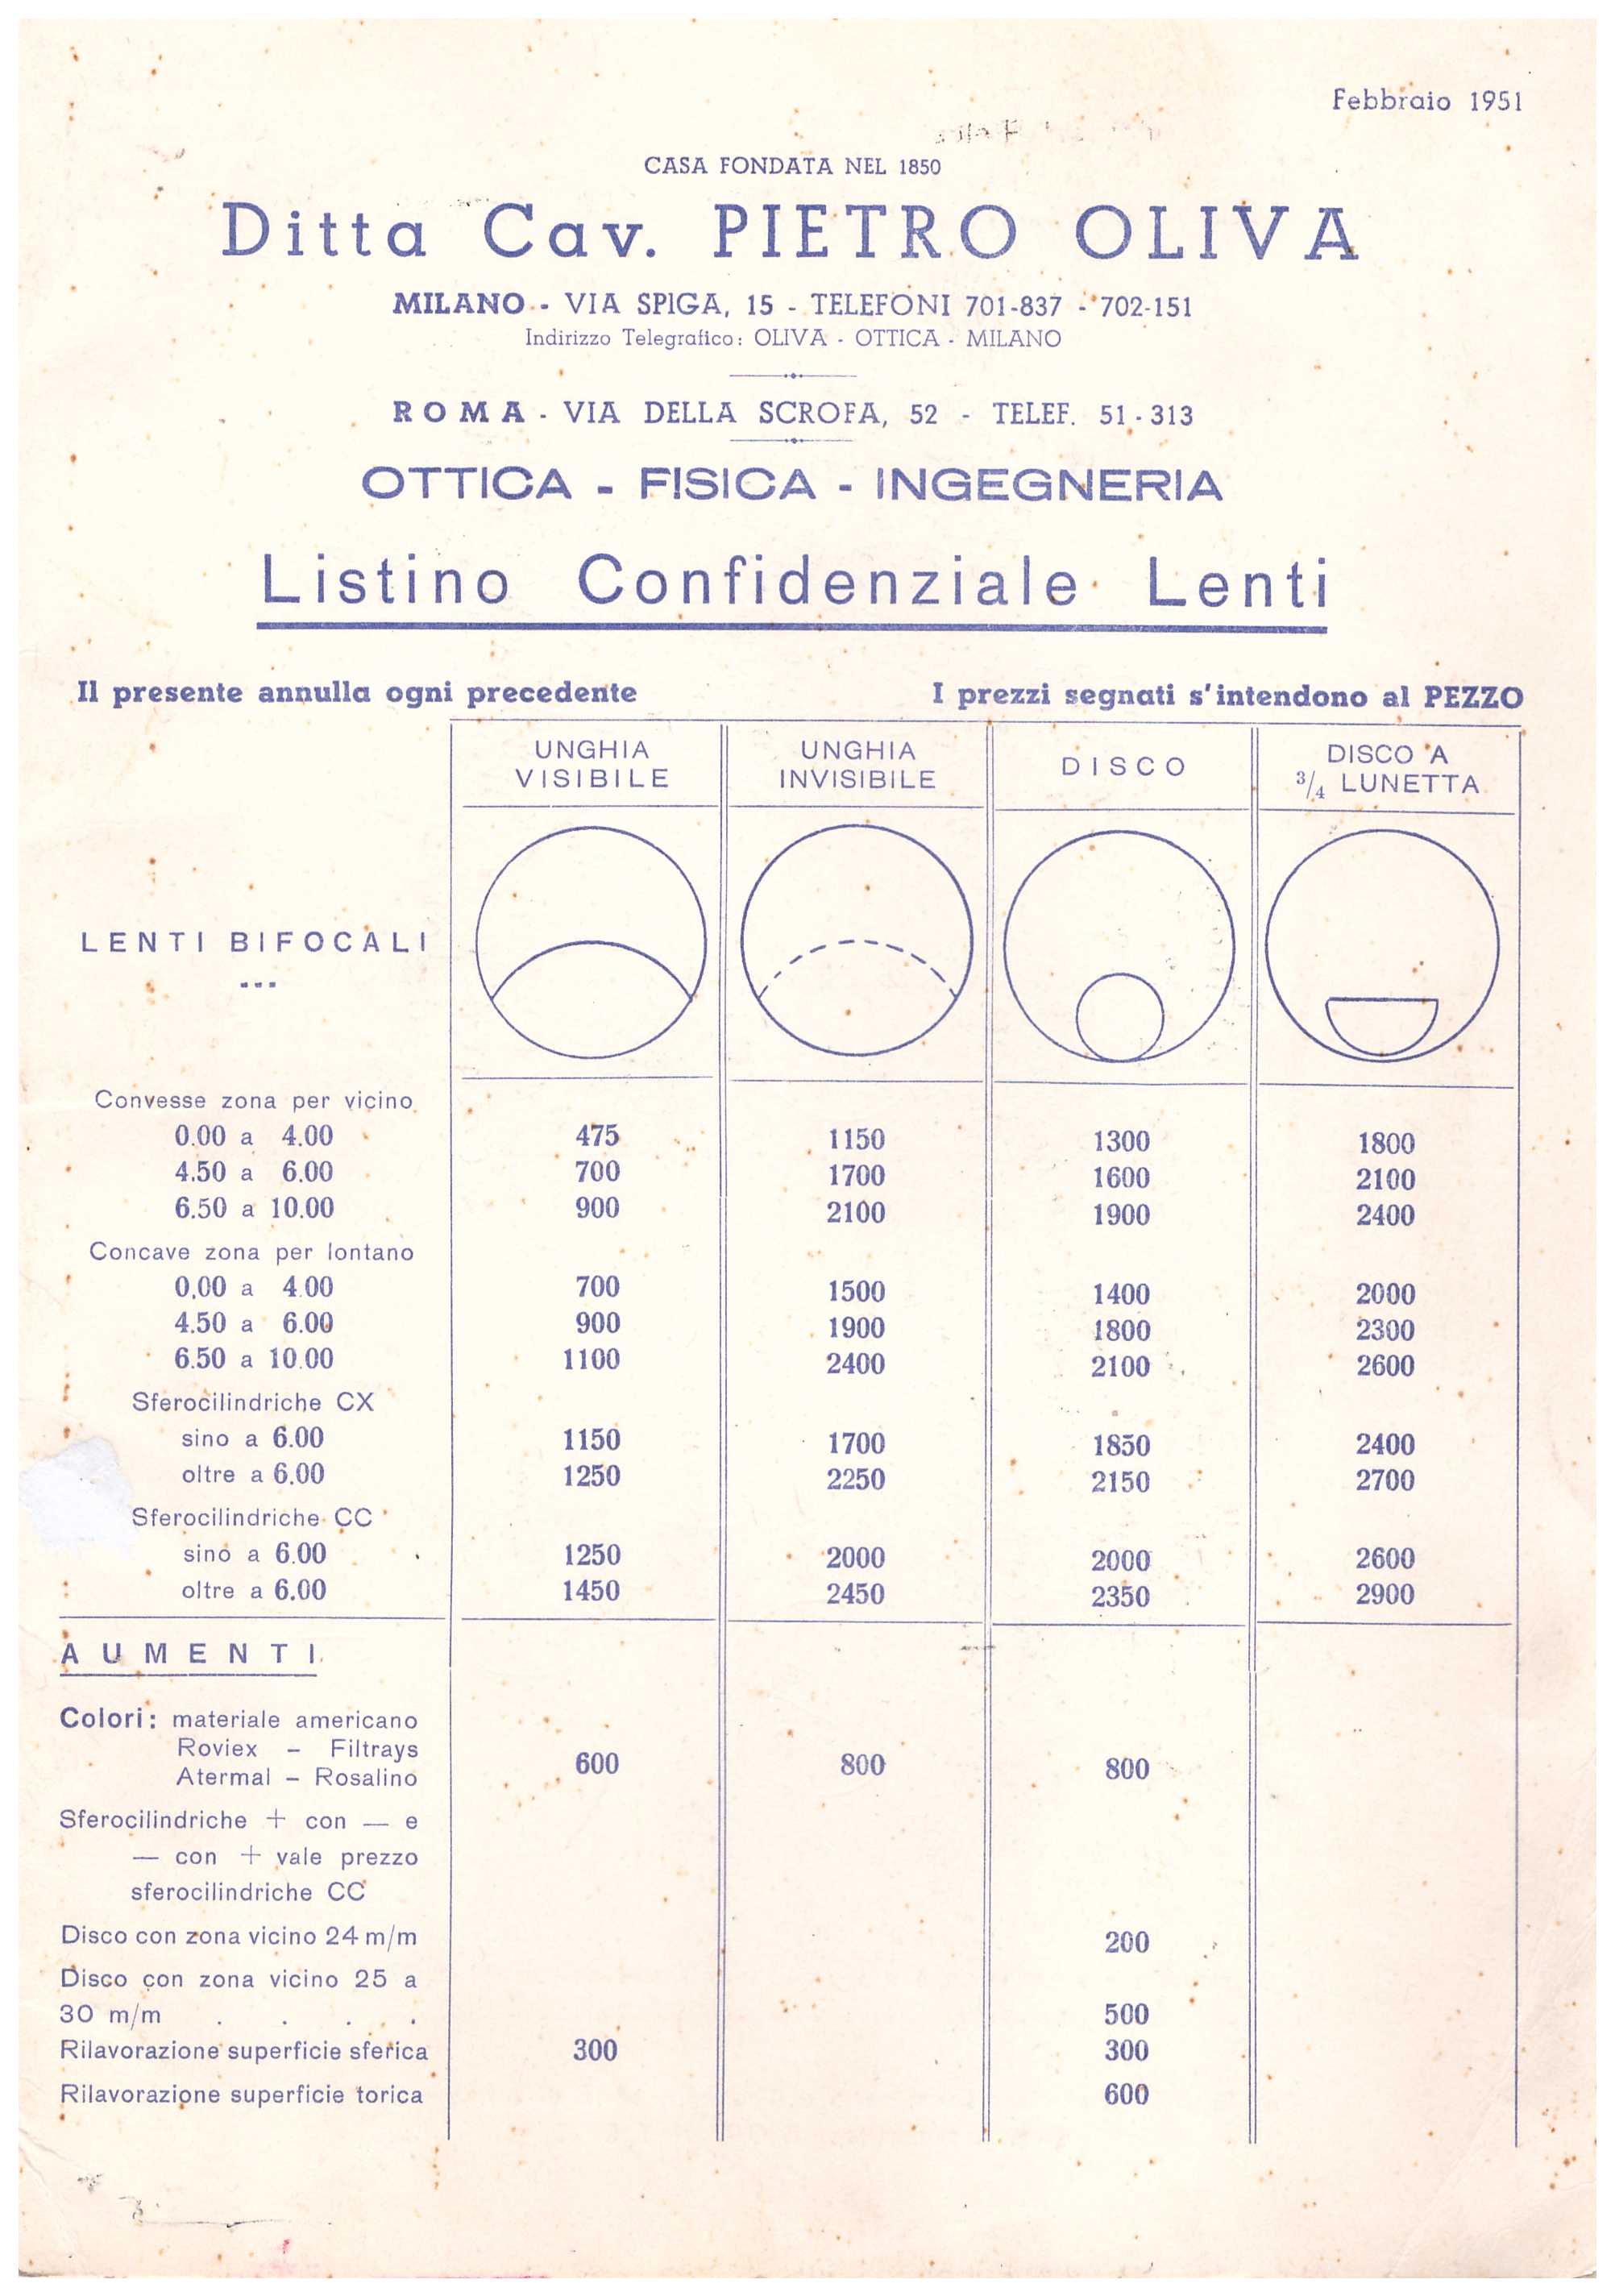 Febbraio 1951
CASA FONDATA NEL 1850
Ditta Cav. PIETRO OLIVA
MILANO - VIA SPIGA, 15 - TELEFONI 701-837 - 702-151
Indirizzo Telegrafico: OLIVA - OTTICA - MILANO
ROMA - VIA DELLA SCROFA, 52 - TELEF. 51-313
OTTICA - FISICA - INGEGNERIA
Listino Confidenziale Lenti
Il presente annulla ogni precedente I prezzi segnati s'intendono al PEZZO
UNGHIA VISIBILE UNGHIA INVISIBILE DISCO DISCO A 3/4 LUNETTA
LENTI BIFOCALI
Convesse zona per vicino
0.00 a 4.00 475 1150 1300 1800
4.50 a 6.00 700 1700 1600 2100
6.50 a 10.00 900 2100 1900 2400
Concave zona per lontano
0,00 a 4.00 700 1500 1400 2000
4.50 a 6.00 900 1900 1800 2300
6.50 a 10.00 1100 2400 2100 2600
Sferocilindriche CX
sino a 6.00 1150 1700 1850 2400
oltre a 6.00 1250 2250 2150 2700
Sferocilindriche CC
sino a 6.00 1250 2000 2000 2600
oltre a 6.00 1450 2450 2350 2900
AUMENTI
Colori: materiale americano
Roviex - Filtrays 600 800 800
Atermal - Rosalino
Sferocilindriche + con — e
— con + vale prezzo
sferocilindriche CC
Disco con zona vicino 24 m/m 200
Disco con zona vicino 25 a
30 m/m . . . . 500
Rilavorazione superficie sferica 300 300
Rilavorazione superficie torica 600